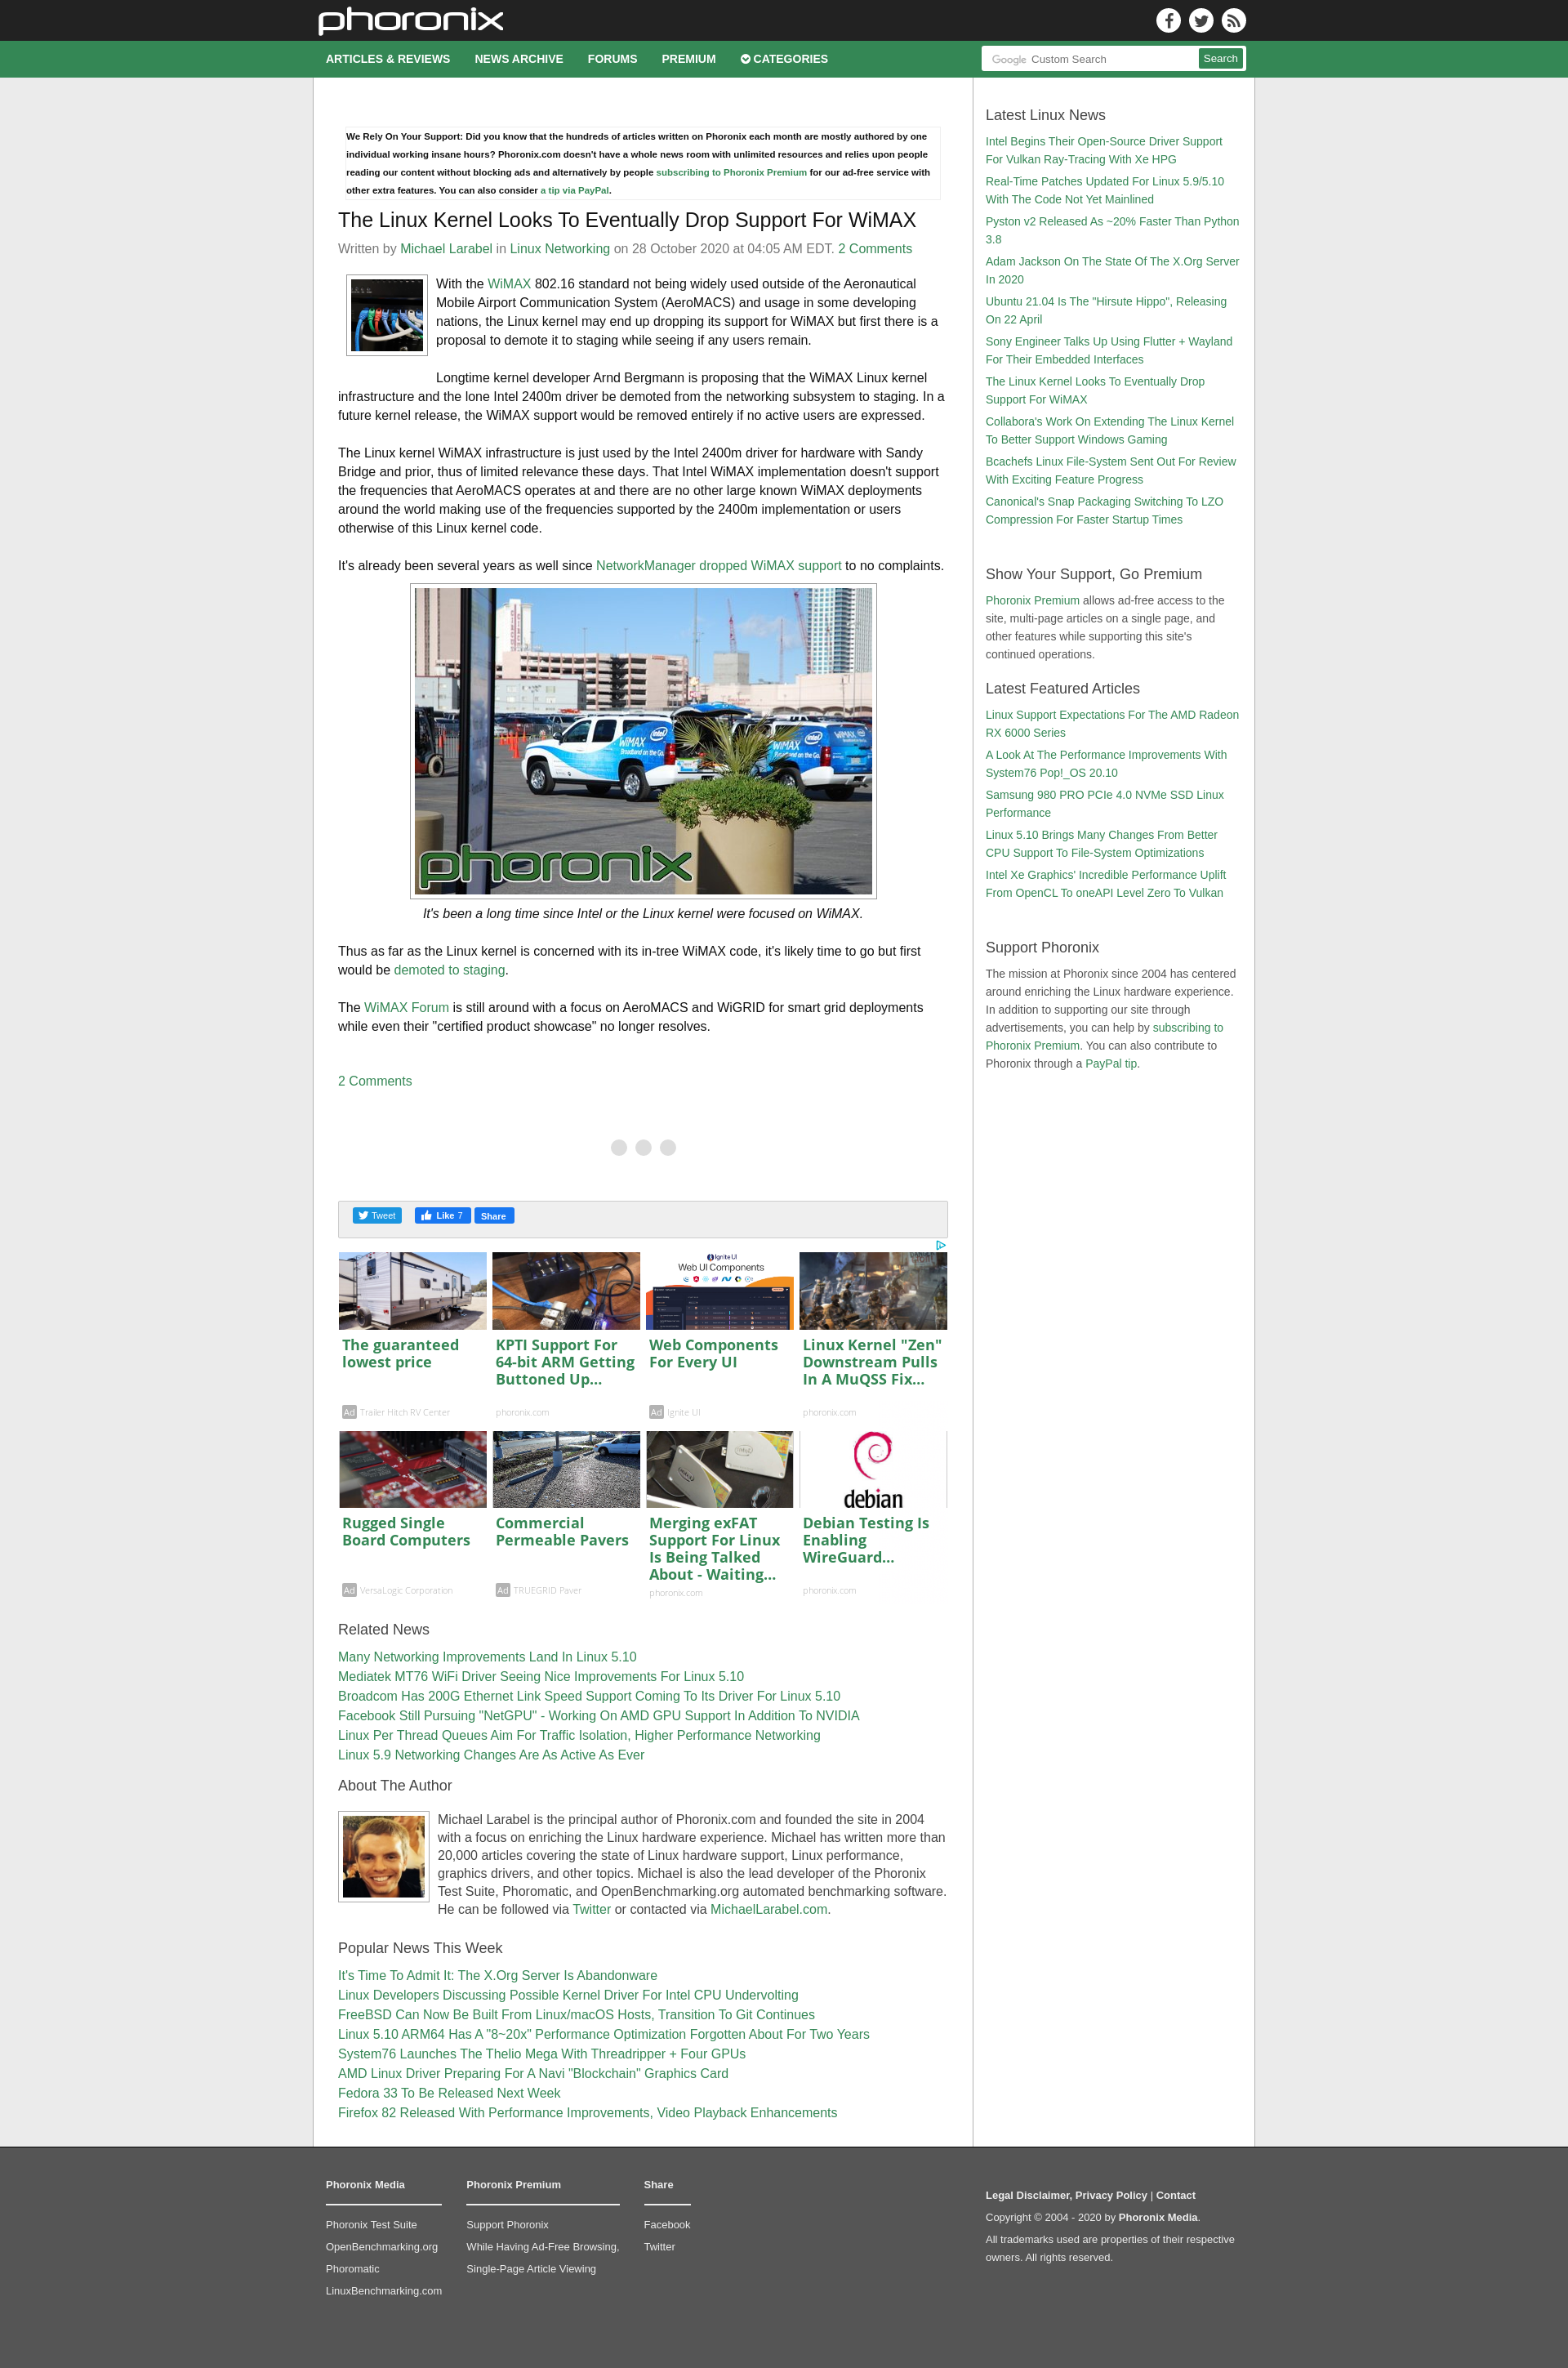 phoronix
ARTICLES & REVIEWS NEWS ARCHIVE FORUMS PREMIUM CATEGORIES
Google Custom Search Search
We Rely On Your Support: Did you know that the hundreds of articles written on Phoronix each month are mostly authored by one
individual working insane hours? Phoronix.com doesn't have a whole news room with unlimited resources and relies upon people
reading our content without blocking ads and alternatively by people subscribing to Phoronix Premium for our ad-free service with
other extra features. You can also consider a tip via PayPal.
The Linux Kernel Looks To Eventually Drop Support For WiMAX
Written by Michael Larabel in Linux Networking on 28 October 2020 at 04:05 AM EDT. 2 Comments
With the WiMAX 802.16 standard not being widely used outside of the Aeronautical
Mobile Airport Communication System (AeroMACS) and usage in some developing
nations, the Linux kernel may end up dropping its support for WiMAX but first there is a
proposal to demote it to staging while seeing if any users remain.
Longtime kernel developer Arnd Bergmann is proposing that the WiMAX Linux kernel
infrastructure and the lone Intel 2400m driver be demoted from the networking subsystem to staging. In a
future kernel release, the WiMAX support would be removed entirely if no active users are expressed.
The Linux kernel WiMAX infrastructure is just used by the Intel 2400m driver for hardware with Sandy
Bridge and prior, thus of limited relevance these days. That Intel WiMAX implementation doesn't support
the frequencies that AeroMACS operates at and there are no other large known WiMAX deployments
around the world making use of the frequencies supported by the 2400m implementation or users
otherwise of this Linux kernel code.
It's already been several years as well since NetworkManager dropped WiMAX support to no complaints.
WiMAX
Broadband on the Go
intel
WiMAX
intel
phoronix
It's been a long time since Intel or the Linux kernel were focused on WiMAX.
Thus as far as the Linux kernel is concerned with its in-tree WiMAX code, it's likely time to go but first
would be demoted to staging.
The WiMAX Forum is still around with a focus on AeroMACS and WiGRID for smart grid deployments
while even their "certified product showcase" no longer resolves.
2 Comments
Tweet Like 7 Share
Ignite UI
Web UI Components
The guaranteed
lowest price
Ad Trailer Hitch RV Center
KPTI Support For
64-bit ARM Getting
Buttoned Up...
phoronix.com
Web Components
For Every UI
Ad Ignite UI
Linux Kernel "Zen"
Downstream Pulls
In A MuQSS Fix...
phoronix.com
debian
Rugged Single
Board Computers
Ad VersaLogic Corporation
Commercial
Permeable Pavers
Ad TRUEGRID Paver
Merging exFAT
Support For Linux
Is Being Talked
About - Waiting...
phoronix.com
Debian Testing Is
Enabling
WireGuard...
phoronix.com
Related News
Many Networking Improvements Land In Linux 5.10
Mediatek MT76 WiFi Driver Seeing Nice Improvements For Linux 5.10
Broadcom Has 200G Ethernet Link Speed Support Coming To Its Driver For Linux 5.10
Facebook Still Pursuing "NetGPU" - Working On AMD GPU Support In Addition To NVIDIA
Linux Per Thread Queues Aim For Traffic Isolation, Higher Performance Networking
Linux 5.9 Networking Changes Are As Active As Ever
About The Author
Michael Larabel is the principal author of Phoronix.com and founded the site in 2004
with a focus on enriching the Linux hardware experience. Michael has written more than
20,000 articles covering the state of Linux hardware support, Linux performance,
graphics drivers, and other topics. Michael is also the lead developer of the Phoronix
Test Suite, Phoromatic, and OpenBenchmarking.org automated benchmarking software.
He can be followed via Twitter or contacted via MichaelLarabel.com.
Popular News This Week
It's Time To Admit It: The X.Org Server Is Abandonware
Linux Developers Discussing Possible Kernel Driver For Intel CPU Undervolting
FreeBSD Can Now Be Built From Linux/macOS Hosts, Transition To Git Continues
Linux 5.10 ARM64 Has A "8~20x" Performance Optimization Forgotten About For Two Years
System76 Launches The Thelio Mega With Threadripper + Four GPUs
AMD Linux Driver Preparing For A Navi "Blockchain" Graphics Card
Fedora 33 To Be Released Next Week
Firefox 82 Released With Performance Improvements, Video Playback Enhancements
Latest Linux News
Intel Begins Their Open-Source Driver Support
For Vulkan Ray-Tracing With Xe HPG
Real-Time Patches Updated For Linux 5.9/5.10
With The Code Not Yet Mainlined
Pyston v2 Released As ~20% Faster Than Python
3.8
Adam Jackson On The State Of The X.Org Server
In 2020
Ubuntu 21.04 Is The "Hirsute Hippo", Releasing
On 22 April
Sony Engineer Talks Up Using Flutter + Wayland
For Their Embedded Interfaces
The Linux Kernel Looks To Eventually Drop
Support For WiMAX
Collabora's Work On Extending The Linux Kernel
To Better Support Windows Gaming
Bcachefs Linux File-System Sent Out For Review
With Exciting Feature Progress
Canonical's Snap Packaging Switching To LZO
Compression For Faster Startup Times
Show Your Support, Go Premium
Phoronix Premium allows ad-free access to the
site, multi-page articles on a single page, and
other features while supporting this site's
continued operations.
Latest Featured Articles
Linux Support Expectations For The AMD Radeon
RX 6000 Series
A Look At The Performance Improvements With
System76 Pop!_OS 20.10
Samsung 980 PRO PCIe 4.0 NVMe SSD Linux
Performance
Linux 5.10 Brings Many Changes From Better
CPU Support To File-System Optimizations
Intel Xe Graphics' Incredible Performance Uplift
From OpenCL To oneAPI Level Zero To Vulkan
Support Phoronix
The mission at Phoronix since 2004 has centered
around enriching the Linux hardware experience.
In addition to supporting our site through
advertisements, you can help by subscribing to
Phoronix Premium. You can also contribute to
Phoronix through a PayPal tip.
Phoronix Media
Phoronix Test Suite
OpenBenchmarking.org
Phoromatic
LinuxBenchmarking.com
Phoronix Premium
Support Phoronix
While Having Ad-Free Browsing,
Single-Page Article Viewing
Share
Facebook
Twitter
Legal Disclaimer, Privacy Policy | Contact
Copyright © 2004 - 2020 by Phoronix Media.
All trademarks used are properties of their respective
owners. All rights reserved.